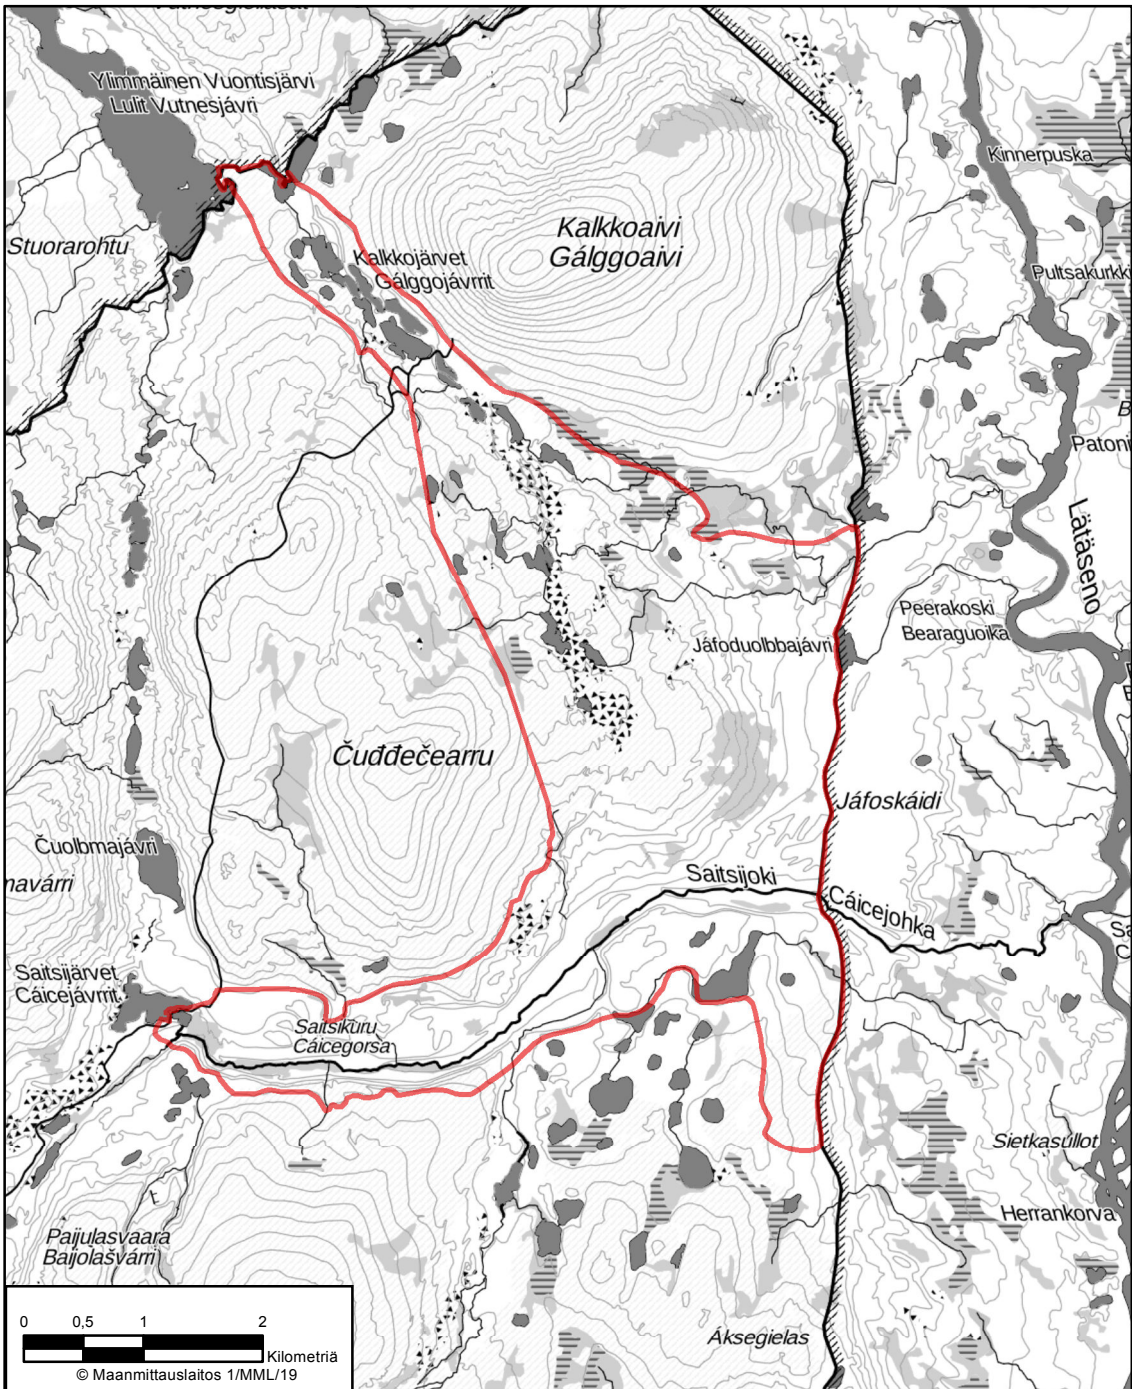 Ylimmäinen Vuontisjärvi
Lulit Vutnesjávri
Kinnerpuska
Stuorarohtu
Kalkkoaivi
Gálggoaivi
Kalkkojärvet
Gálggojávrrit
Pultsakurkki
Lätäseno
Peerakoski
Bearaguoika
Jáfoduolbbajávri
Čuđđečearru
Jáfoskáidi
Čuolbmajávri
Saitsijoki
Cáicejohka
Saitsijärvet
Cáicejávrrit
Saitsikuru
Cáicegorsa
Sietkasullot
Herrankorva
Paijulasvaara
Baijolašvárri
Áksegielas
0 0,5 1 2
Kilometriä
© Maanmittauslaitos 1/MML/19